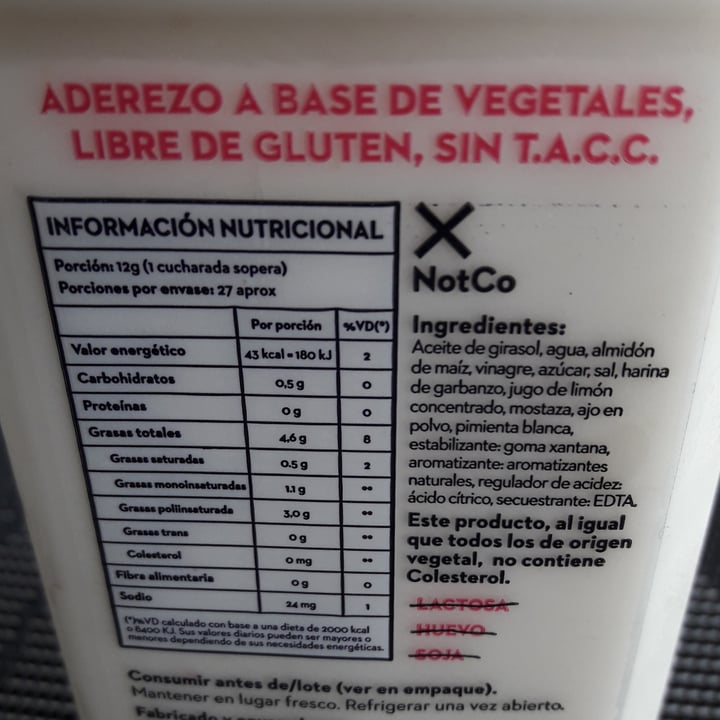 ADEREZO A BASE DE VEGETALES,
LIBRE DE GLUTEN, SIN T.A.C.C.
INFORMACIÓN NUTRICIONAL
Porción: 12g (1 cucharada sopera)
Porciones por envase: 27 aprox
Por porción %VD(*)
Valor energético 43 kcal = 180 kJ 2
Carbohidratos 0,5 g 0
Proteínas 0 g 0
Grasas totales 4,6 g 8
Grasas saturadas 0.5 g 2
Grasas monoinsaturadas 1.1 g **
Grasas poliinsaturada 3,0 g **
Grasas trans 0 g **
Colesterol 0 mg **
Fibra alimentaria 0 g 0
Sodio 24 mg 1
(*)%VD calculado con base a una dieta de 2000 kcal
o 8400 KJ. Sus valores diarios pueden ser mayores o
menores dependiendo de sus necesidades energéticas.
NotCo
Ingredientes:
Aceite de girasol, agua, almidón
de maíz, vinagre, azúcar, sal, harina
de garbanzo, jugo de limón
concentrado, mostaza, ajo en
polvo, pimienta blanca,
estabilizante: goma xantana,
aromatizante: aromatizantes
naturales, regulador de acidez:
ácido cítrico, secuestrante: EDTA.
Este producto, al igual
que todos los de origen
vegetal, no contiene
Colesterol.
LACTOSA
HUEVO
SOJA
Consumir antes de/lote (ver en empaque).
Mantener en lugar fresco. Refrigerar una vez abierto.
Fabricado y